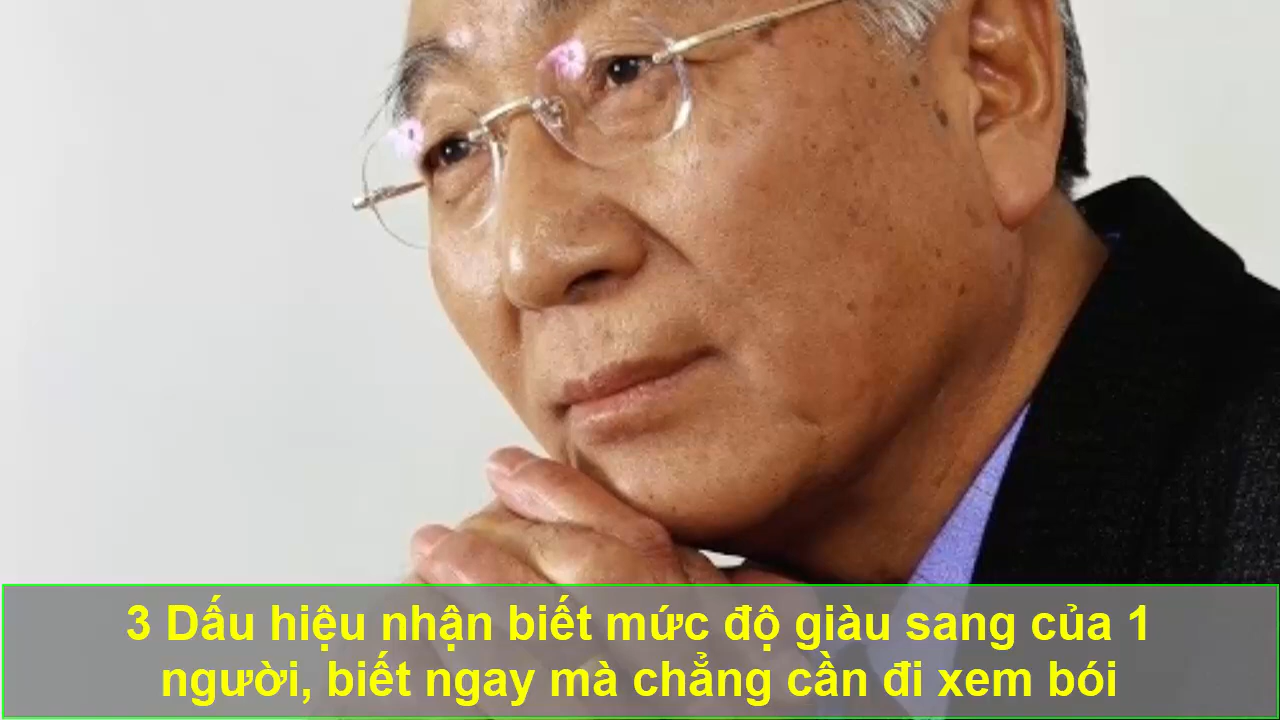 3 Dấu hiệu nhận biết mức độ giàu sang của 1
người, biết ngay mà chẳng cần đi xem bói